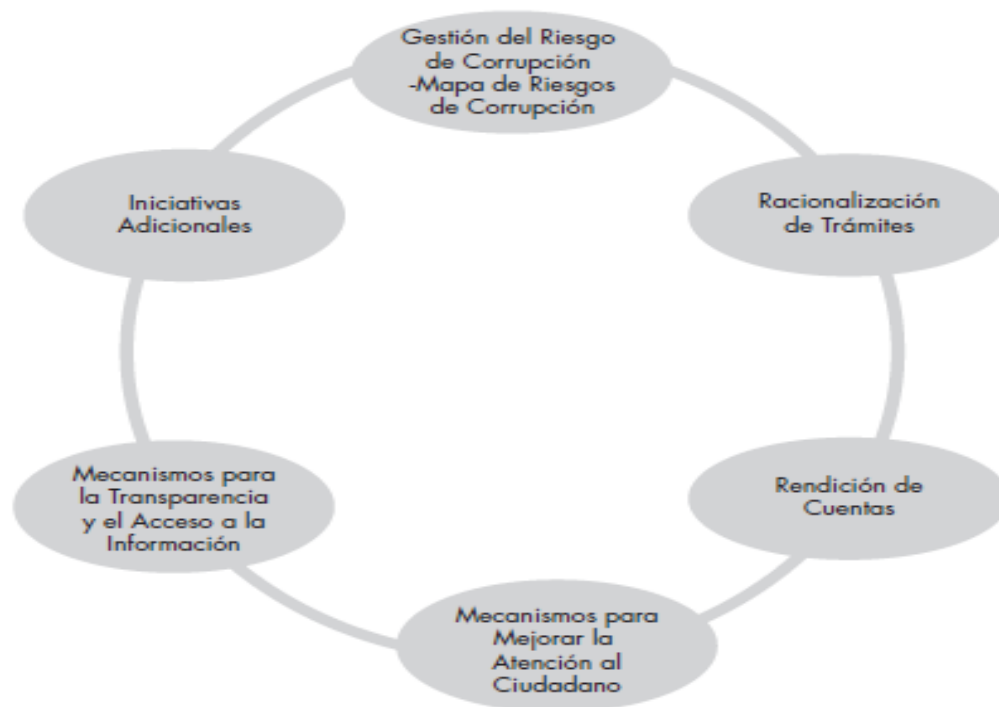 Gestión del Riesgo
de Corrupción
-Mapa de Riesgos
de Corrupción
Racionalización
de Trámites
Rendición de
Cuentas
Mecanismos para
Mejorar la
Atención al
Ciudadano
Mecanismos para
la Transparencia
y el Acceso a la
Información
Iniciativas
Adicionales